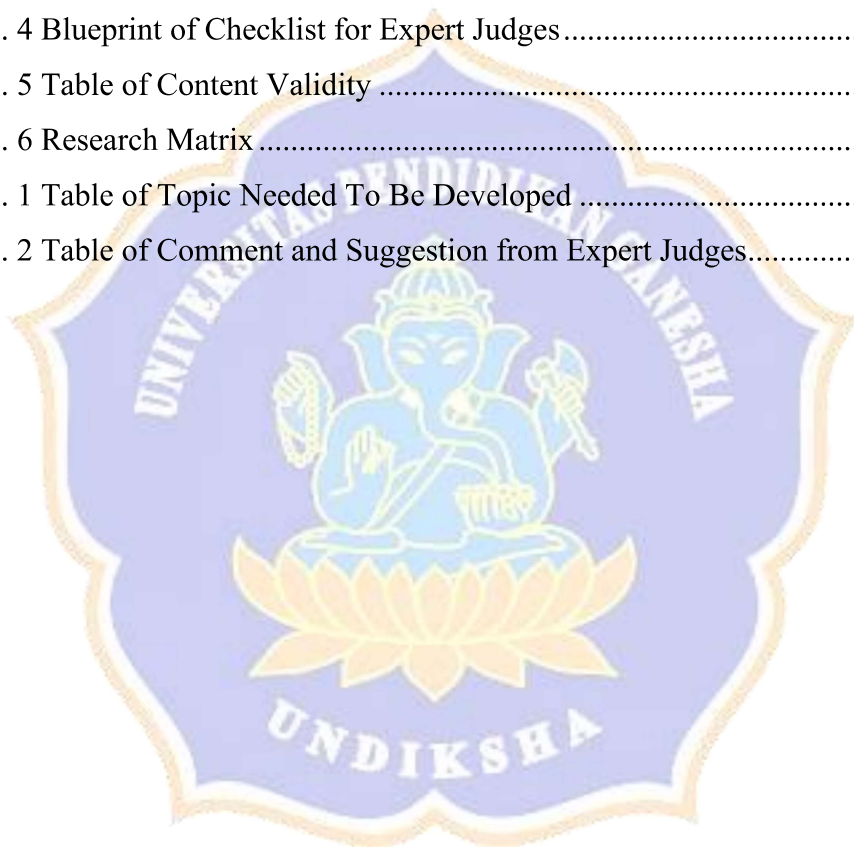 . 4 Blueprint of Checklist for Expert Judges...................................
. 5 Table of Content Validity ..........................................................
. 6 Research Matrix.........................................................................
. 1 Table of Topic Needed To Be Developed .................................
. 2 Table of Comment and Suggestion from Expert Judges.............
UNIVERSITAS PENDIDIKAN GANESHA
UNDIKSHA